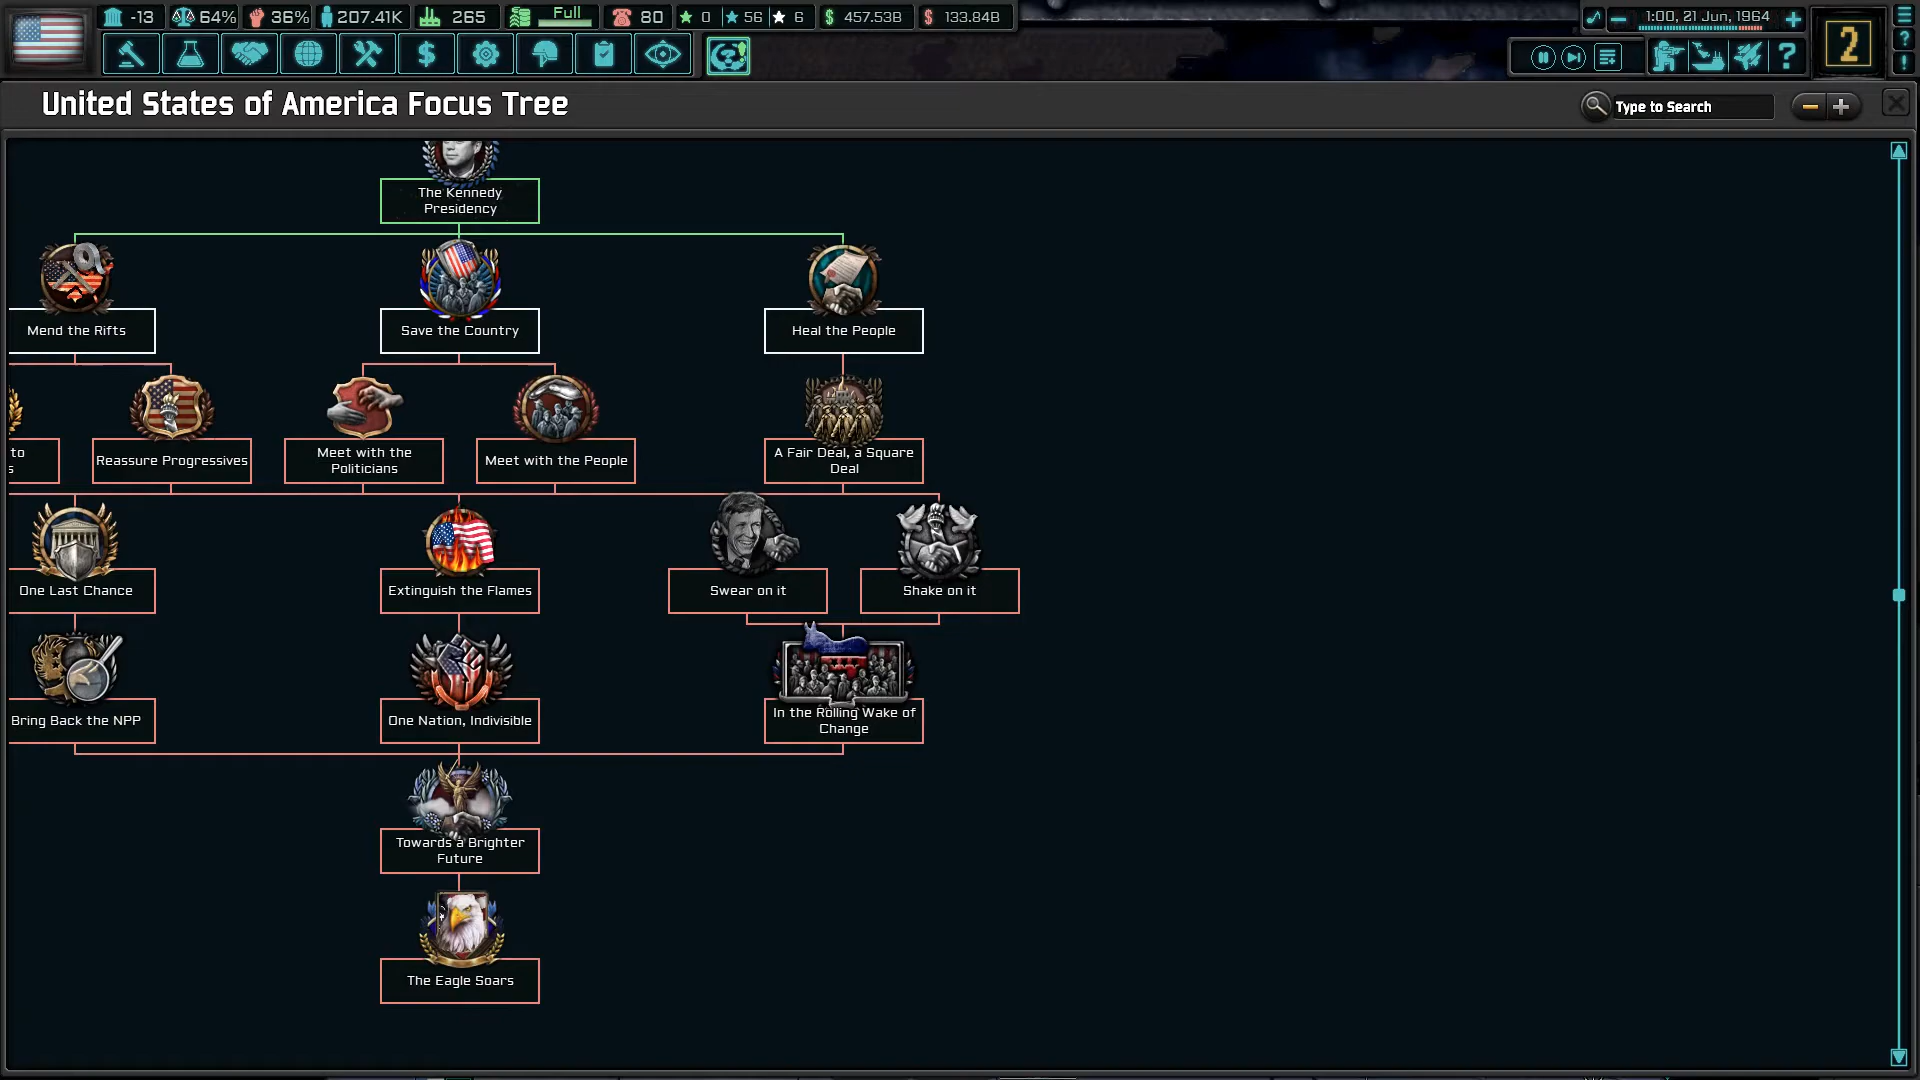 -13
64%
36%
207.41K
265
Full
80
0
56
6
$ 457.53B
$ 133.84B
1:00, 21 Jun, 1964
2
United States of America Focus Tree
Type to Search
The Kennedy
Presidency
Mend the Rifts
Save the Country
Heal the People
to
s
Reassure Progressives
Meet with the
Politicians
Meet with the People
A Fair Deal, a Square
Deal
One Last Chance
Extinguish the Flames
Swear on it
Shake on it
Bring Back the NPP
One Nation, Indivisible
In the Rolling Wake of
Change
Towards a Brighter
Future
The Eagle Soars